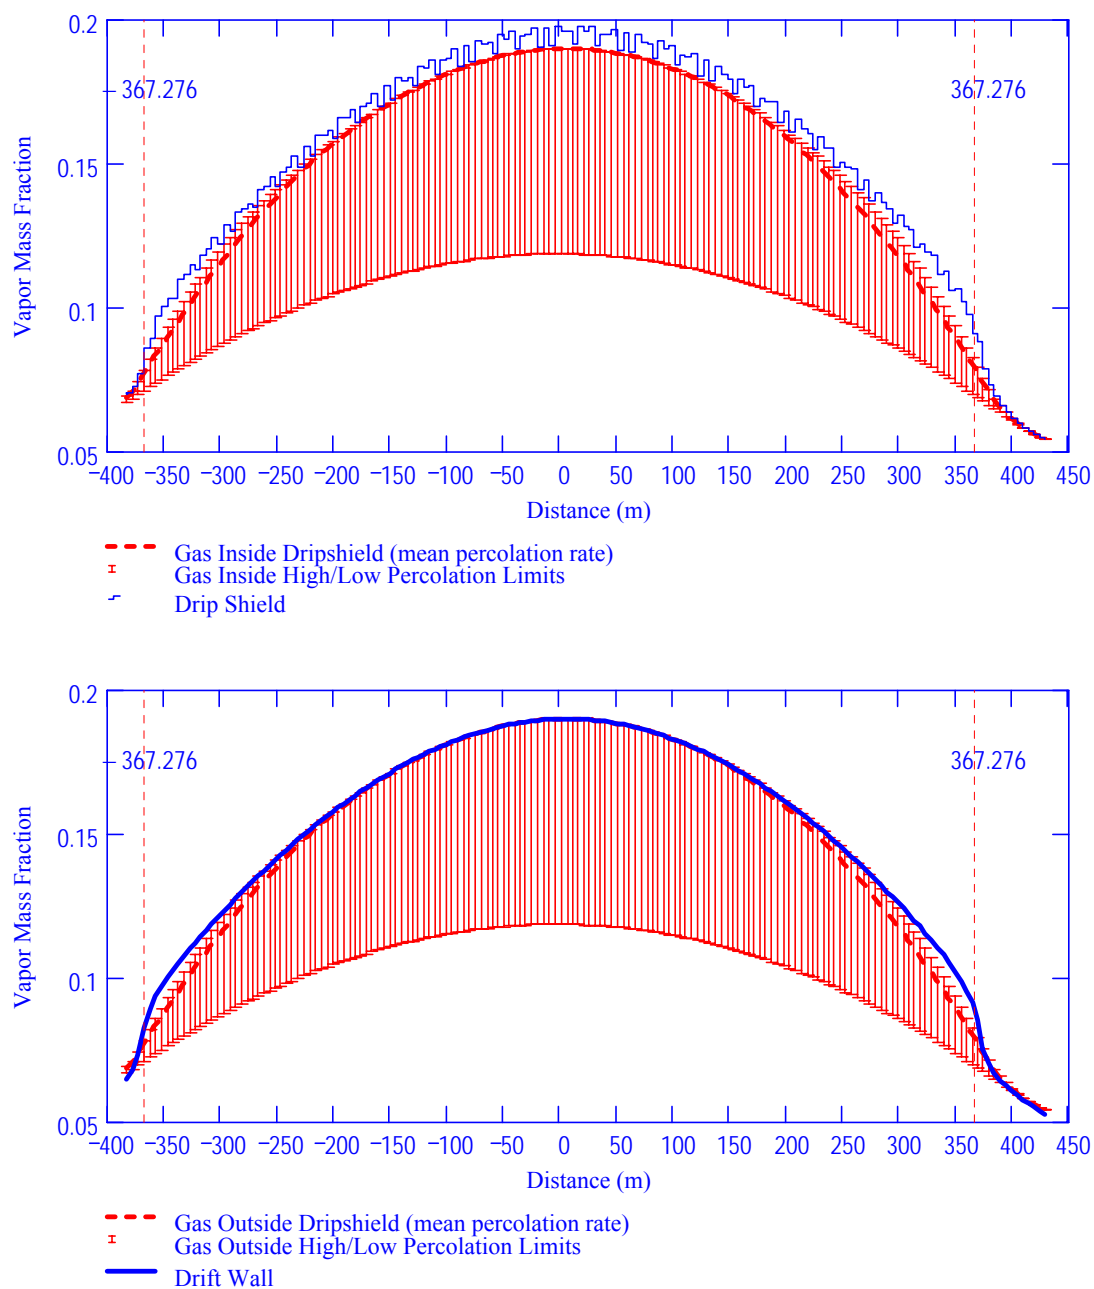 0.2
− 367.276
367.276
0.15
Vapor Mass Fraction
0.1
0.05
−400 −350 −300 −250 −200 −150 −100 −50 0 50 100 150 200 250 300 350 400 450
Distance (m)
Gas Inside Dripshield (mean percolation rate)
Gas Inside High/Low Percolation Limits
Drip Shield
0.2
− 367.276
367.276
0.15
Vapor Mass Fraction
0.1
0.05
−400 −350 −300 −250 −200 −150 −100 −50 0 50 100 150 200 250 300 350 400 450
Distance (m)
Gas Outside Dripshield (mean percolation rate)
Gas Outside High/Low Percolation Limits
Drift Wall